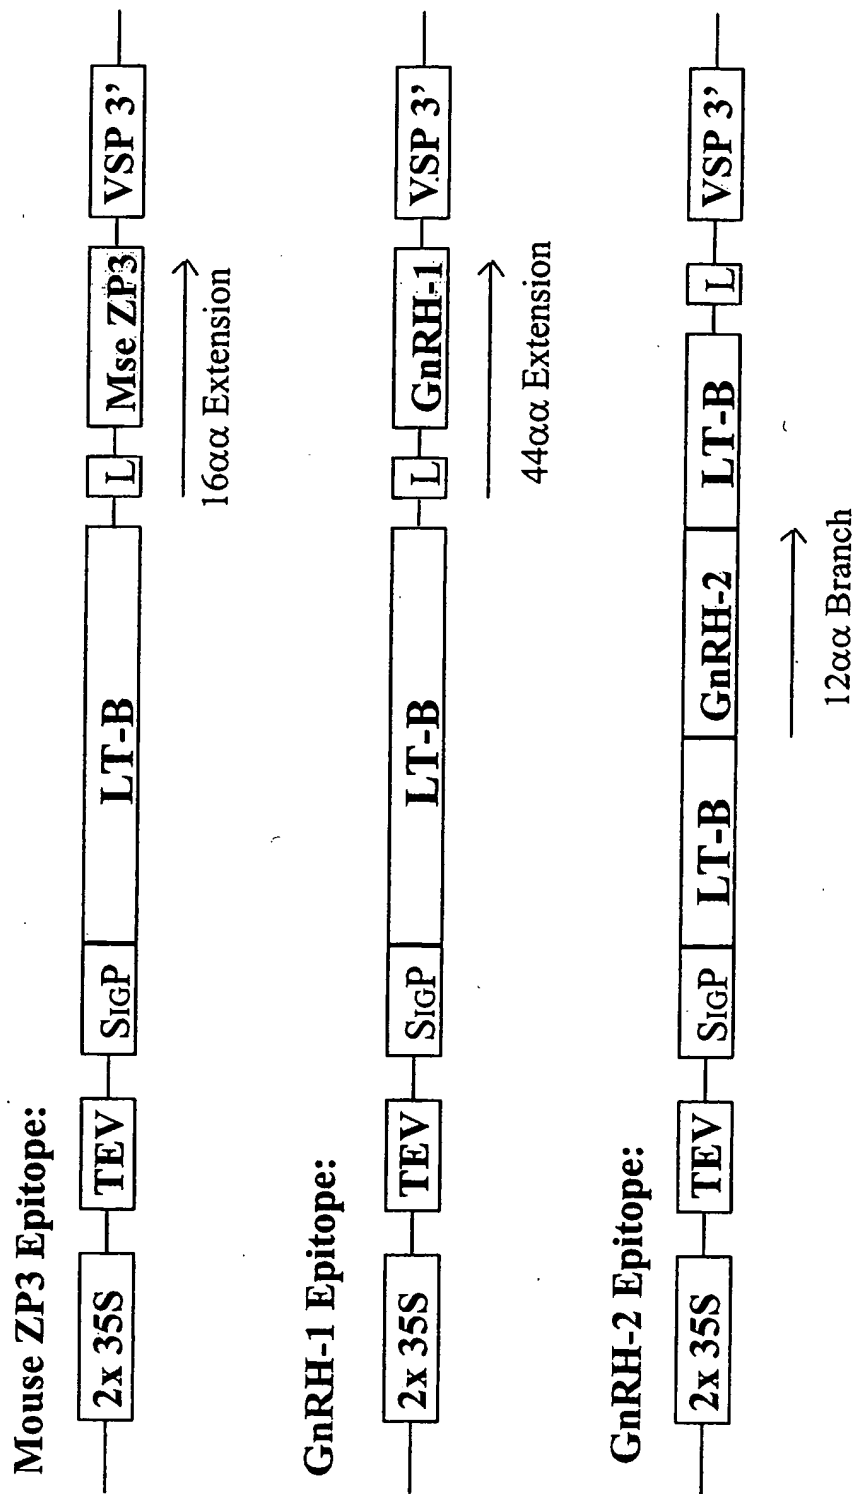 Mouse ZP3 Epitope:
2x 35S TEV SIGP LT-B L Mse ZP3 VSP 3’
16αα Extension
GnRH-1 Epitope:
2x 35S TEV SIGP LT-B L GnRH-1 VSP 3’
44αα Extension
GnRH-2 Epitope:
2x 35S TEV SIGP LT-B GnRH-2 LT-B L VSP 3’
12αα Branch